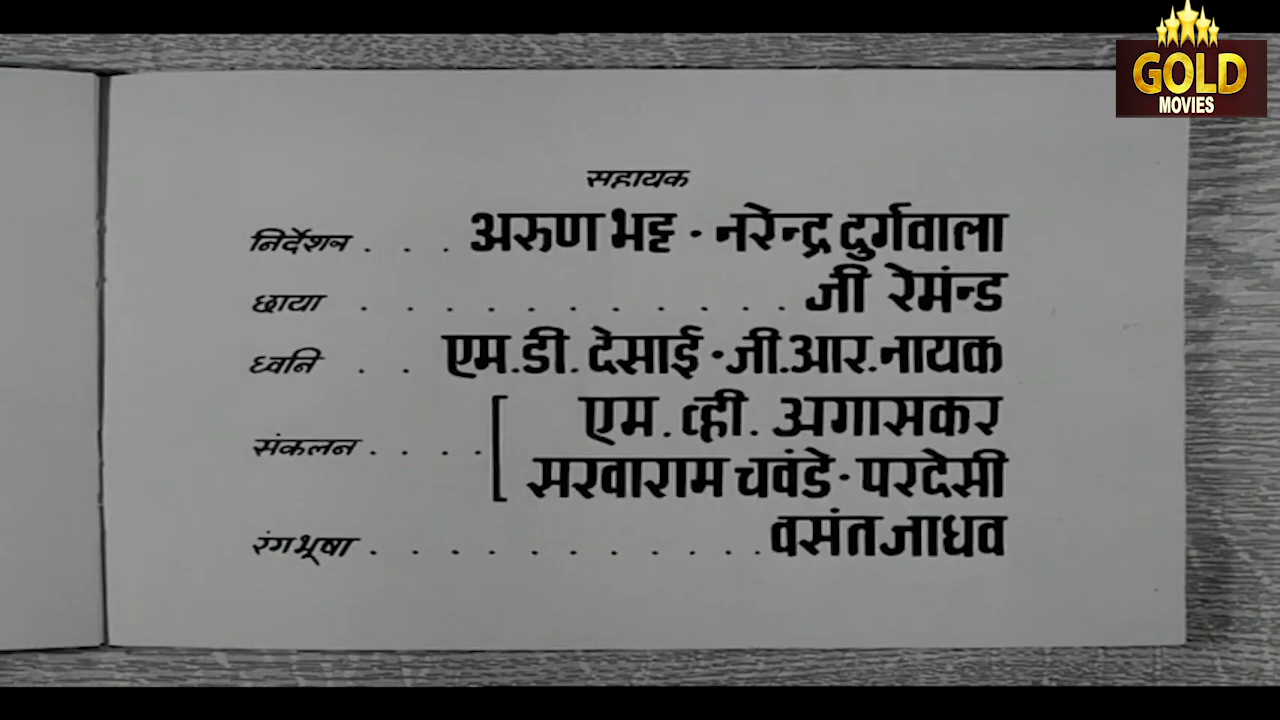 GOLD
MOVIES
सहायक
निर्देशन . . . अरुण भट्ट · नरेन्द्र दुर्गवाला
छाया . . . . . . . . . . जी रेमंन्ड
ध्वनि . . एम.डी. देसाई · जी.आर.नायक
संकलन . . . . [ एम. व्ही. अगासकर
सखाराम चवंडे · परदेसी
रंगभूषा . . . . . . . . . . वसंत जाधव